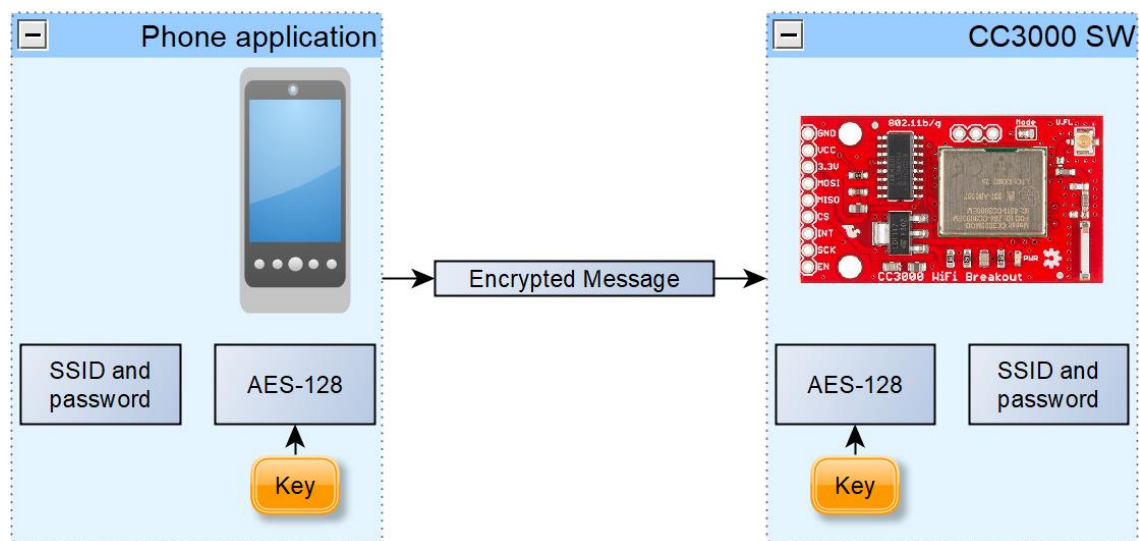 Phone application
CC3000 SW
802.11b/g
Mode
U.FL
GND
VCC
3.3V
MOSI
MISO
CS
INT
SCK
EN
PWR
CC3000 WiFi Breakout
Encrypted Message
SSID and
password
AES-128
Key
AES-128
SSID and
password
Key